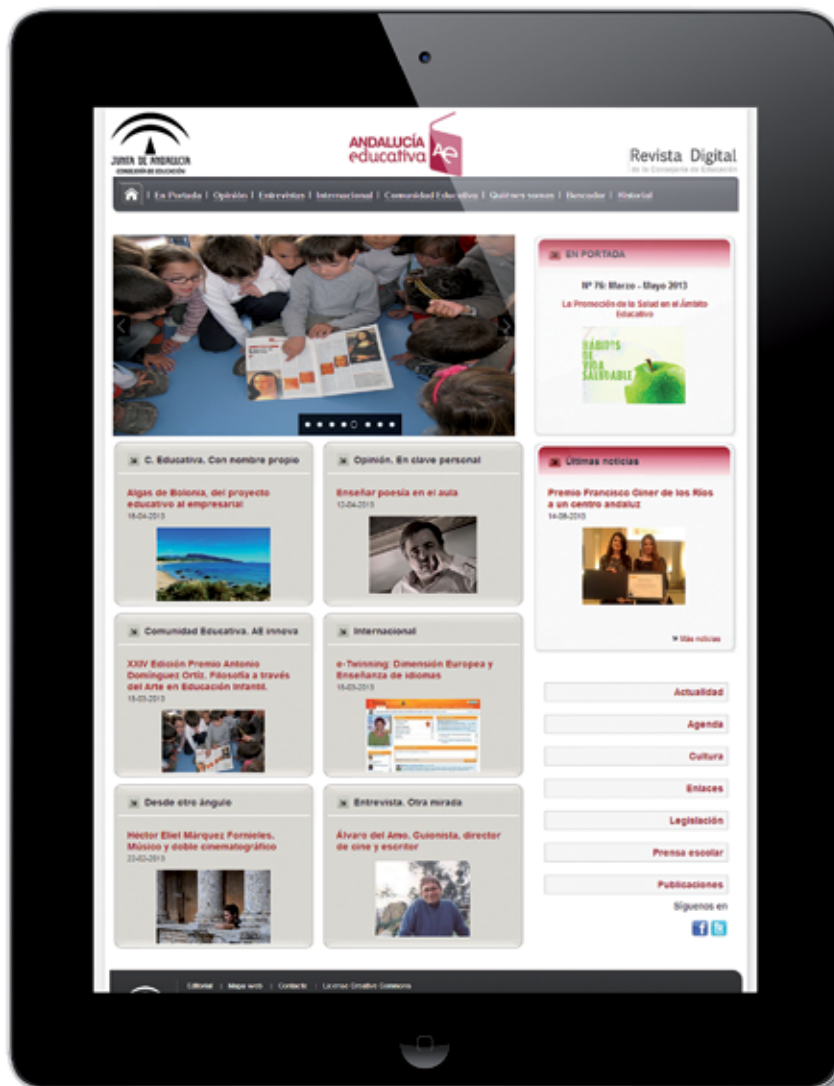 JUNTA DE ANDALUCIA
CONSEJERÍA DE EDUCACIÓN
ANDALUCÍA
educativa
Ae
Revista Digital
de la Consejería de Educación
En Portada | Opinión | Entrevistas | Internacional | Comunidad Educativa | Quiénes somos | Buscador | Historial
EN PORTADA
Nº 76: Marzo - Mayo 2013
La Promoción de la Salud en el Ámbito
Educativo
HÁBITOS
DE
VIDA
SALUDABLE
C. Educativa. Con nombre propio
Algas de Bolonia, del proyecto
educativo al empresarial
16-04-2013
Opinión. En clave personal
Enseñar poesía en el aula
12-04-2013
Últimas noticias
Premio Francisco Giner de los Ríos
a un centro andaluz
14-06-2013
Más noticias
Comunidad Educativa. AE innova
XXIV Edición Premio Antonio
Domínguez Ortiz. Filosofía a través
del Arte en Educación Infantil.
15-03-2013
Internacional
e-Twinning: Dimensión Europea y
Enseñanza de idiomas
15-03-2013
Desde otro ángulo
Héctor Eliel Márquez Fornieles.
Músico y doble cinematográfico
22-02-2013
Entrevista. Otra mirada
Álvaro del Amo. Guionista, director
de cine y escritor
Actualidad
Agenda
Cultura
Enlaces
Legislación
Prensa escolar
Publicaciones
Síguenos en
Editorial | Mapa web | Contacto | License Creative Commons